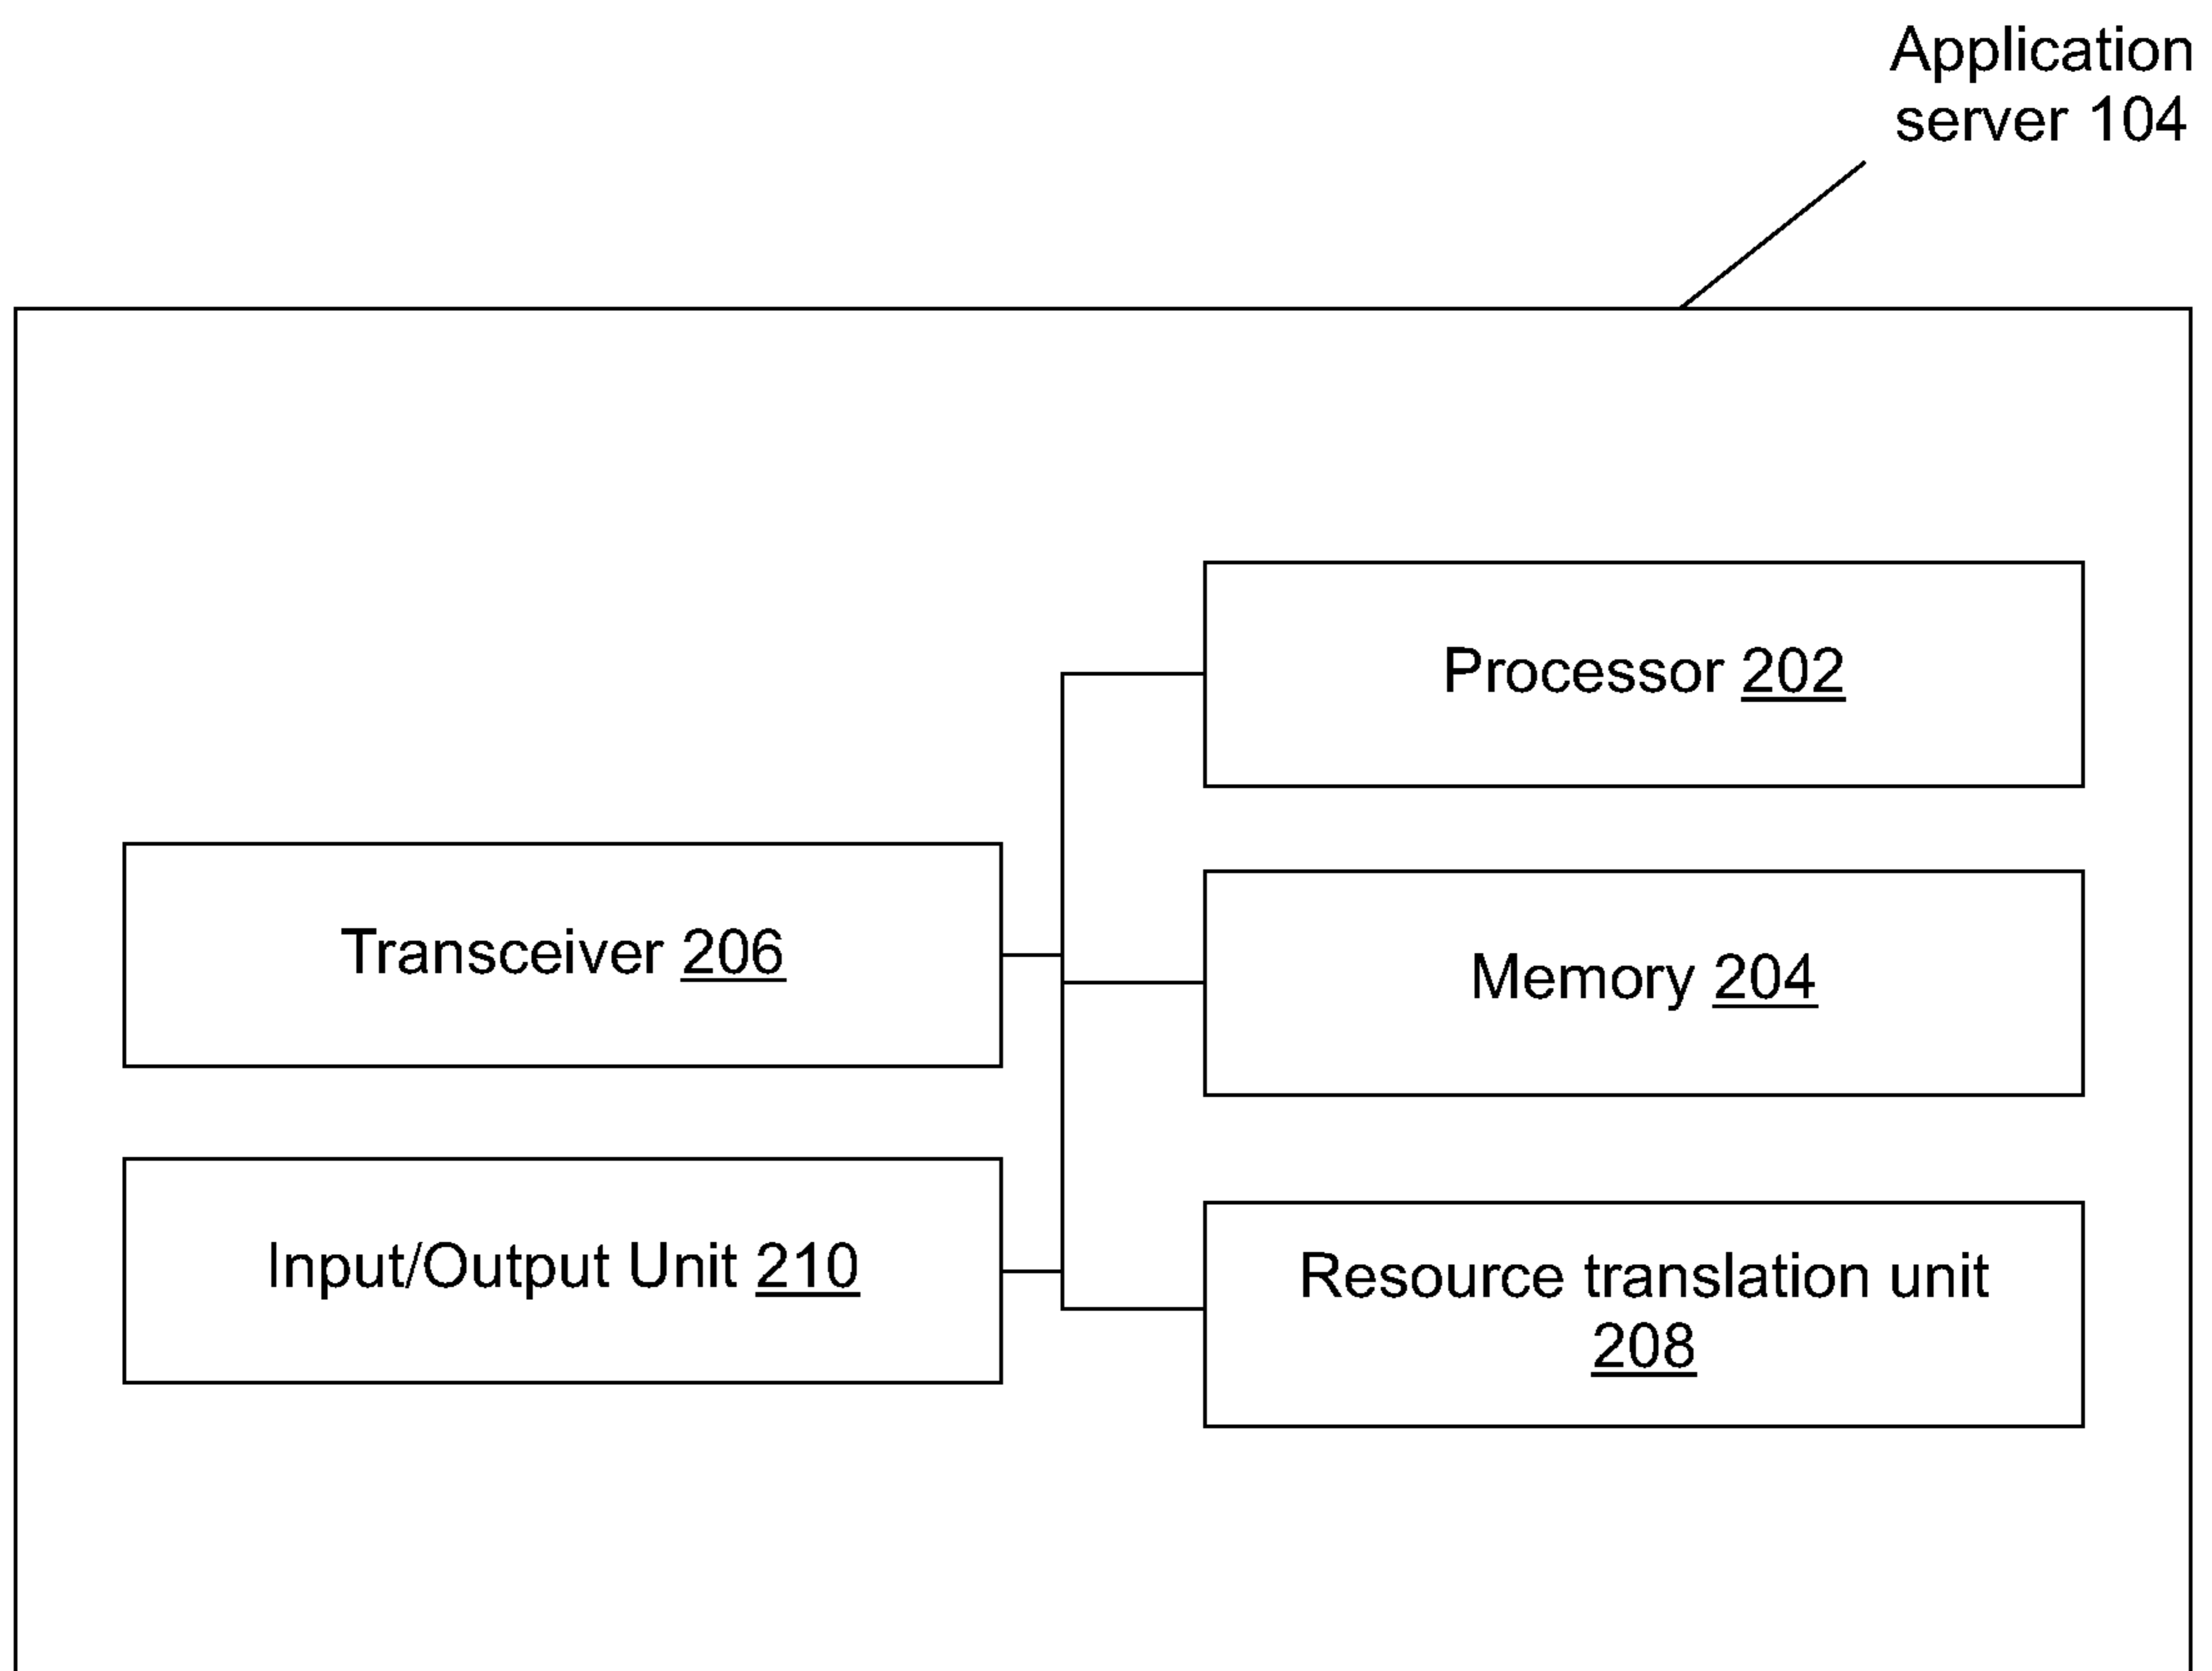 Application
server 104
Processor 202
Transceiver 206
Memory 204
Input/Output Unit 210
Resource translation unit
208